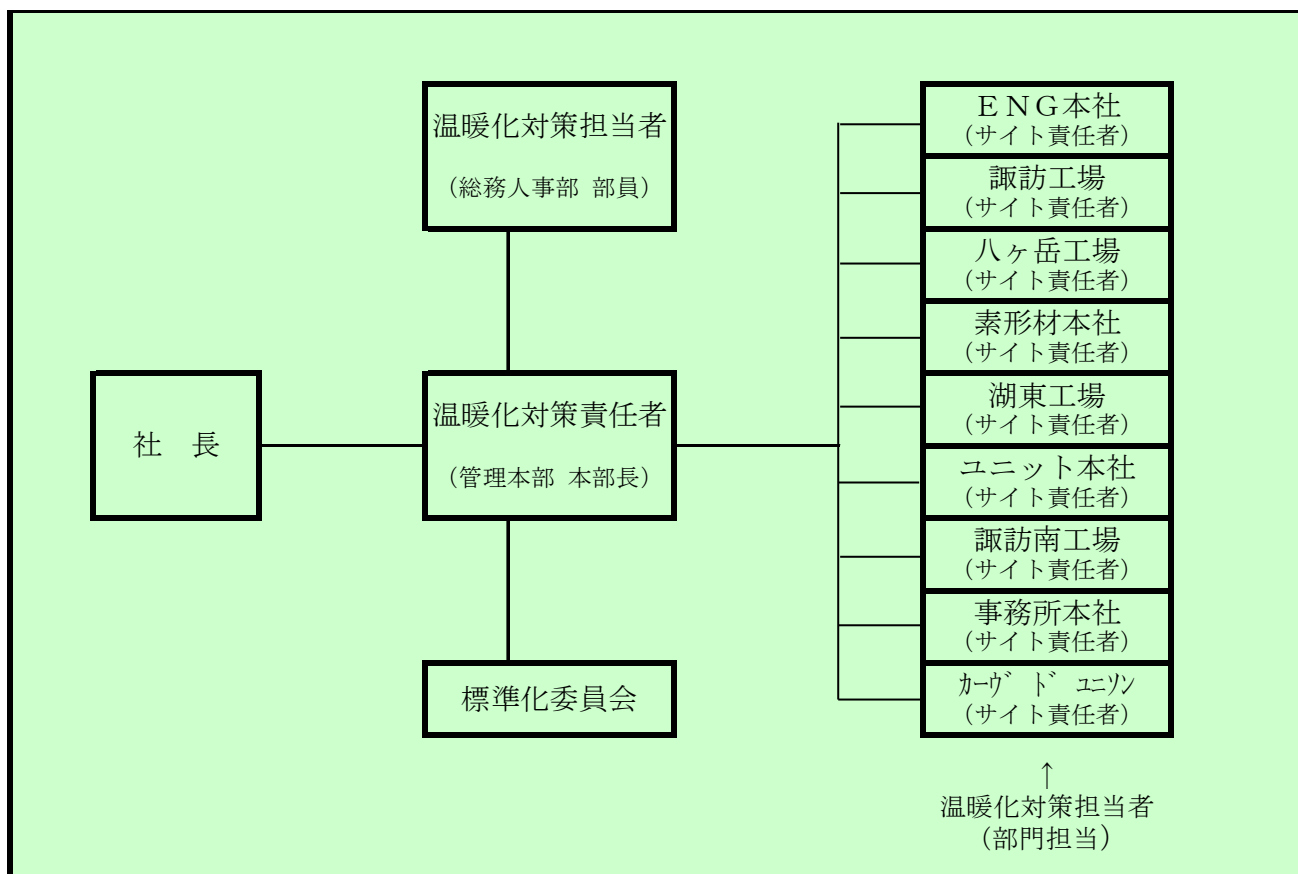 温暖化対策担当者
（総務人事部 部員）
社　長
温暖化対策責任者
（管理本部 本部長）
標準化委員会
ＥＮＧ本社
（サイト責任者）
諏訪工場
（サイト責任者）
八ヶ岳工場
（サイト責任者）
素形材本社
（サイト責任者）
湖東工場
（サイト責任者）
ユニット本社
（サイト責任者）
諏訪南工場
（サイト責任者）
事務所本社
（サイト責任者）
ｶｰｳﾞ ﾄﾞ ﾕﾆｿﾝ
（サイト責任者）
↑
温暖化対策担当者
（部門担当）